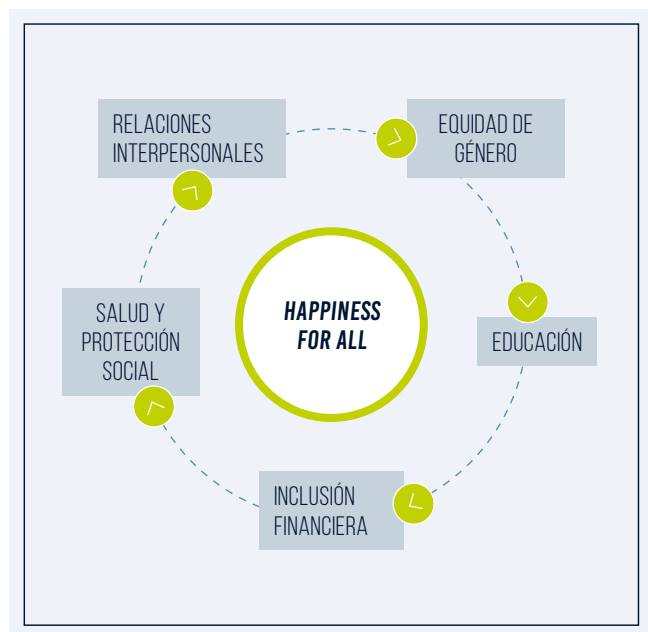 RELACIONES
INTERPERSONALES
EQUIDAD DE
GÉNERO
SALUD Y
PROTECCIÓN
SOCIAL
HAPPINESS
FOR ALL
EDUCACIÓN
INCLUSIÓN
FINANCIERA